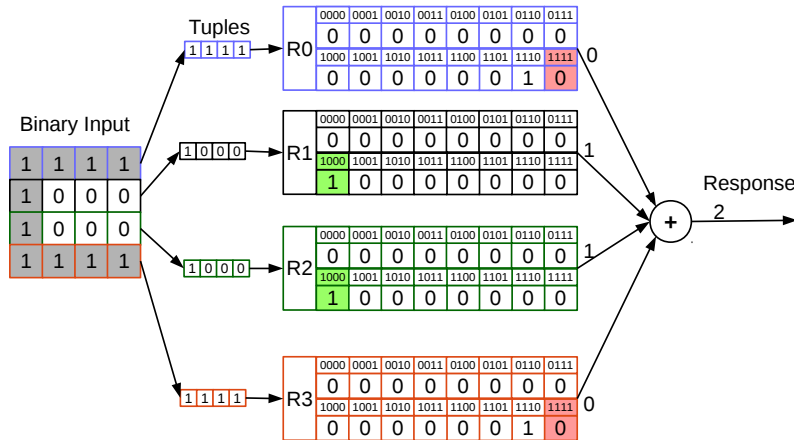 Tuples
1 1 1 1
R0
0000 0001 0010 0011 0100 0101 0110 0111
0 0 0 0 0 0 0 0
1000 1001 1010 1011 1100 1101 1110 1111
0 0 0 0 0 0 1 0
0
Binary Input
1 1 1 1
1 0 0 0
1 0 0 0
1 1 1 1
1 0 0 0
R1
0000 0001 0010 0011 0100 0101 0110 0111
0 0 0 0 0 0 0 0
1000 1001 1010 1011 1100 1101 1110 1111
1 0 0 0 0 0 0 0
1
1 0 0 0
R2
0000 0001 0010 0011 0100 0101 0110 0111
0 0 0 0 0 0 0 0
1000 1001 1010 1011 1100 1101 1110 1111
1 0 0 0 0 0 0 0
1
1 1 1 1
R3
0000 0001 0010 0011 0100 0101 0110 0111
0 0 0 0 0 0 0 0
1000 1001 1010 1011 1100 1101 1110 1111
0 0 0 0 0 0 1 0
0
+
Response
2